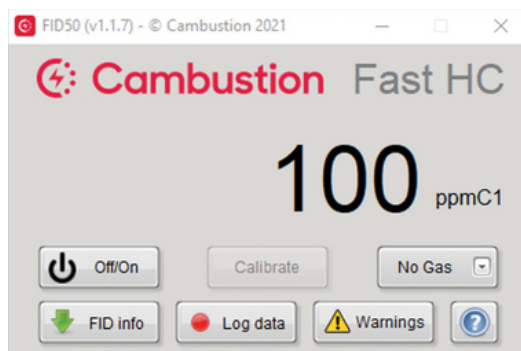 FID50 (v1.1.7) - © Cambustion 2021
Cambustion Fast HC
100 ppmC1
Off/On Calibrate No Gas
FID info Log data Warnings ?